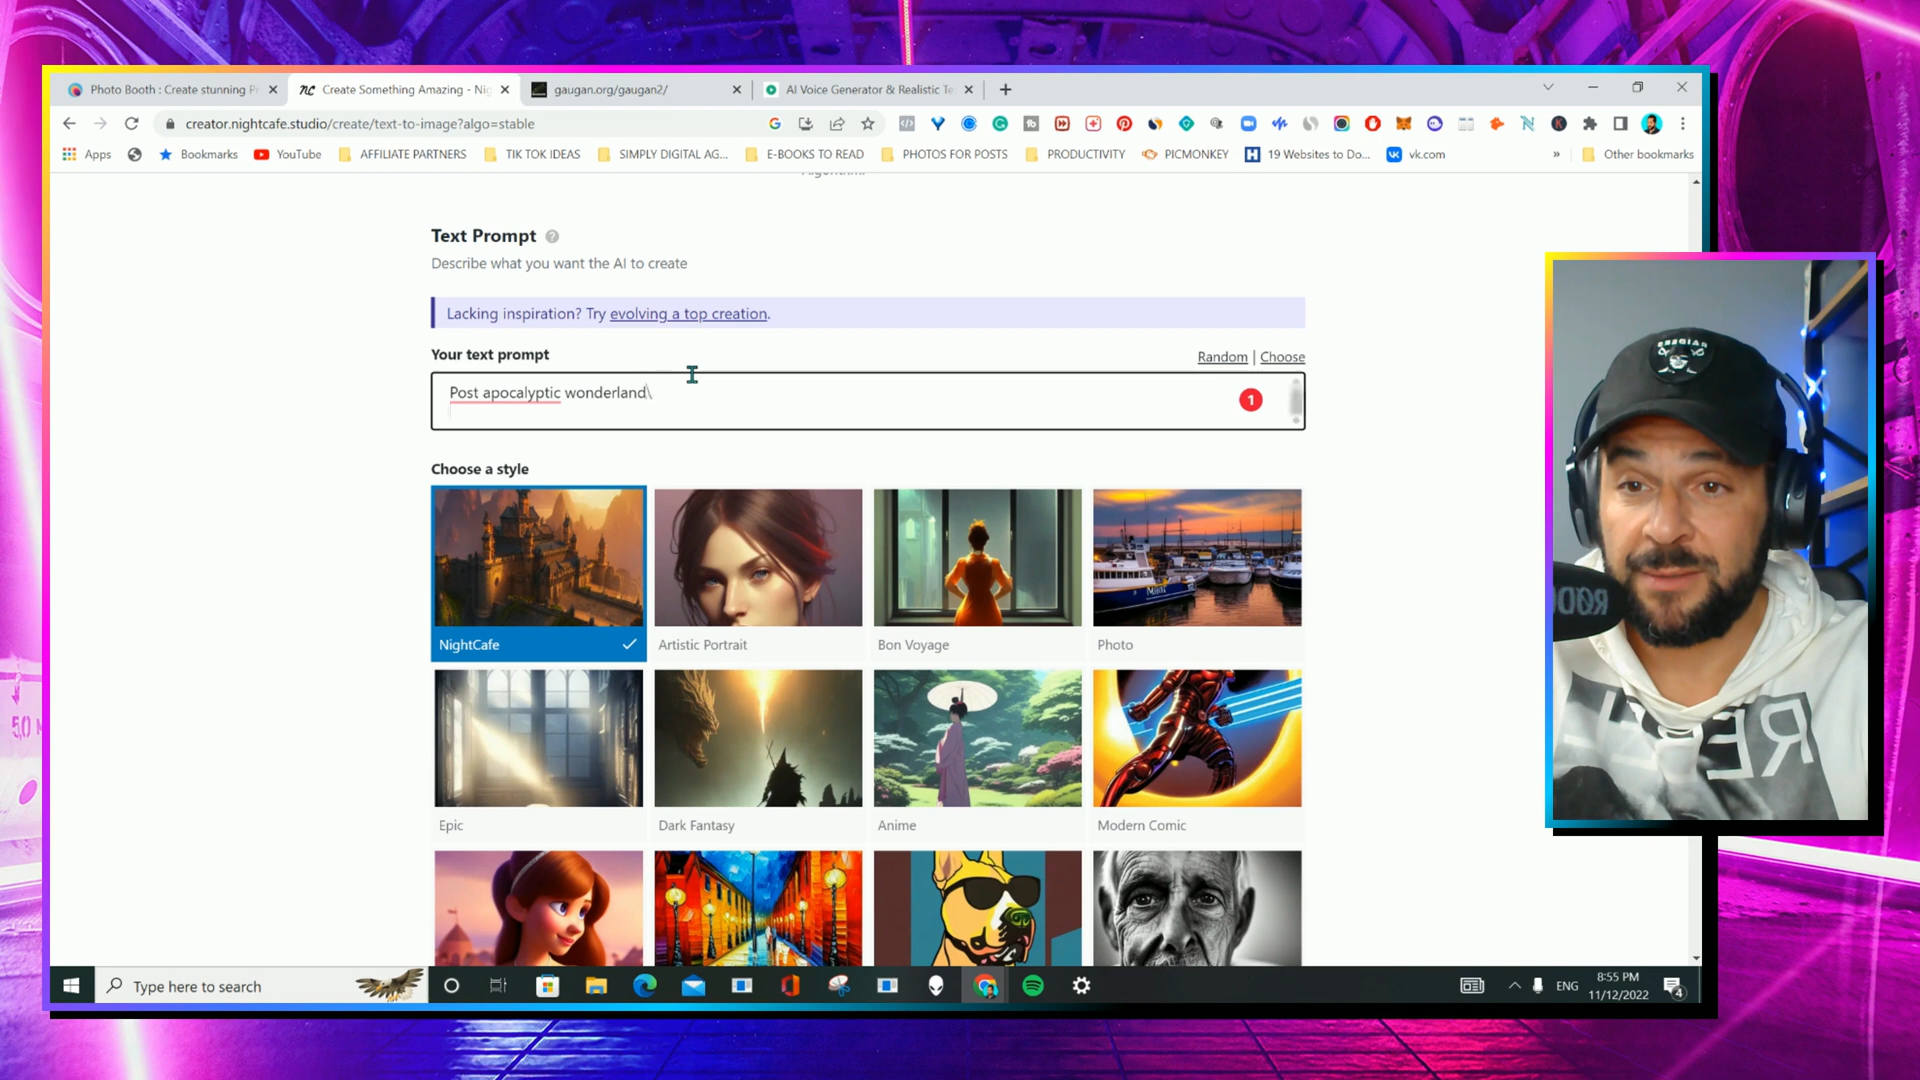 Photo Booth : Create stunning P
Create Something Amazing - Nig
gaugan.org/gaugan2/
AI Voice Generator & Realistic Te
creator.nightcafe.studio/create/text-to-image?algo=stable
Apps
Bookmarks
YouTube
AFFILIATE PARTNERS
TIK TOK IDEAS
SIMPLY DIGITAL AG...
E-BOOKS TO READ
PHOTOS FOR POSTS
PRODUCTIVITY
PICMONKEY
19 Websites to Do...
vk.com
»
Other bookmarks
Text Prompt
Describe what you want the AI to create
Lacking inspiration? Try evolving a top creation.
Your text prompt
Random | Choose
Post apocalyptic wonderland\
1
Choose a style
NightCafe
Artistic Portrait
Bon Voyage
Photo
Epic
Dark Fantasy
Anime
Modern Comic
Type here to search
ENG
8:55 PM
11/12/2022
4